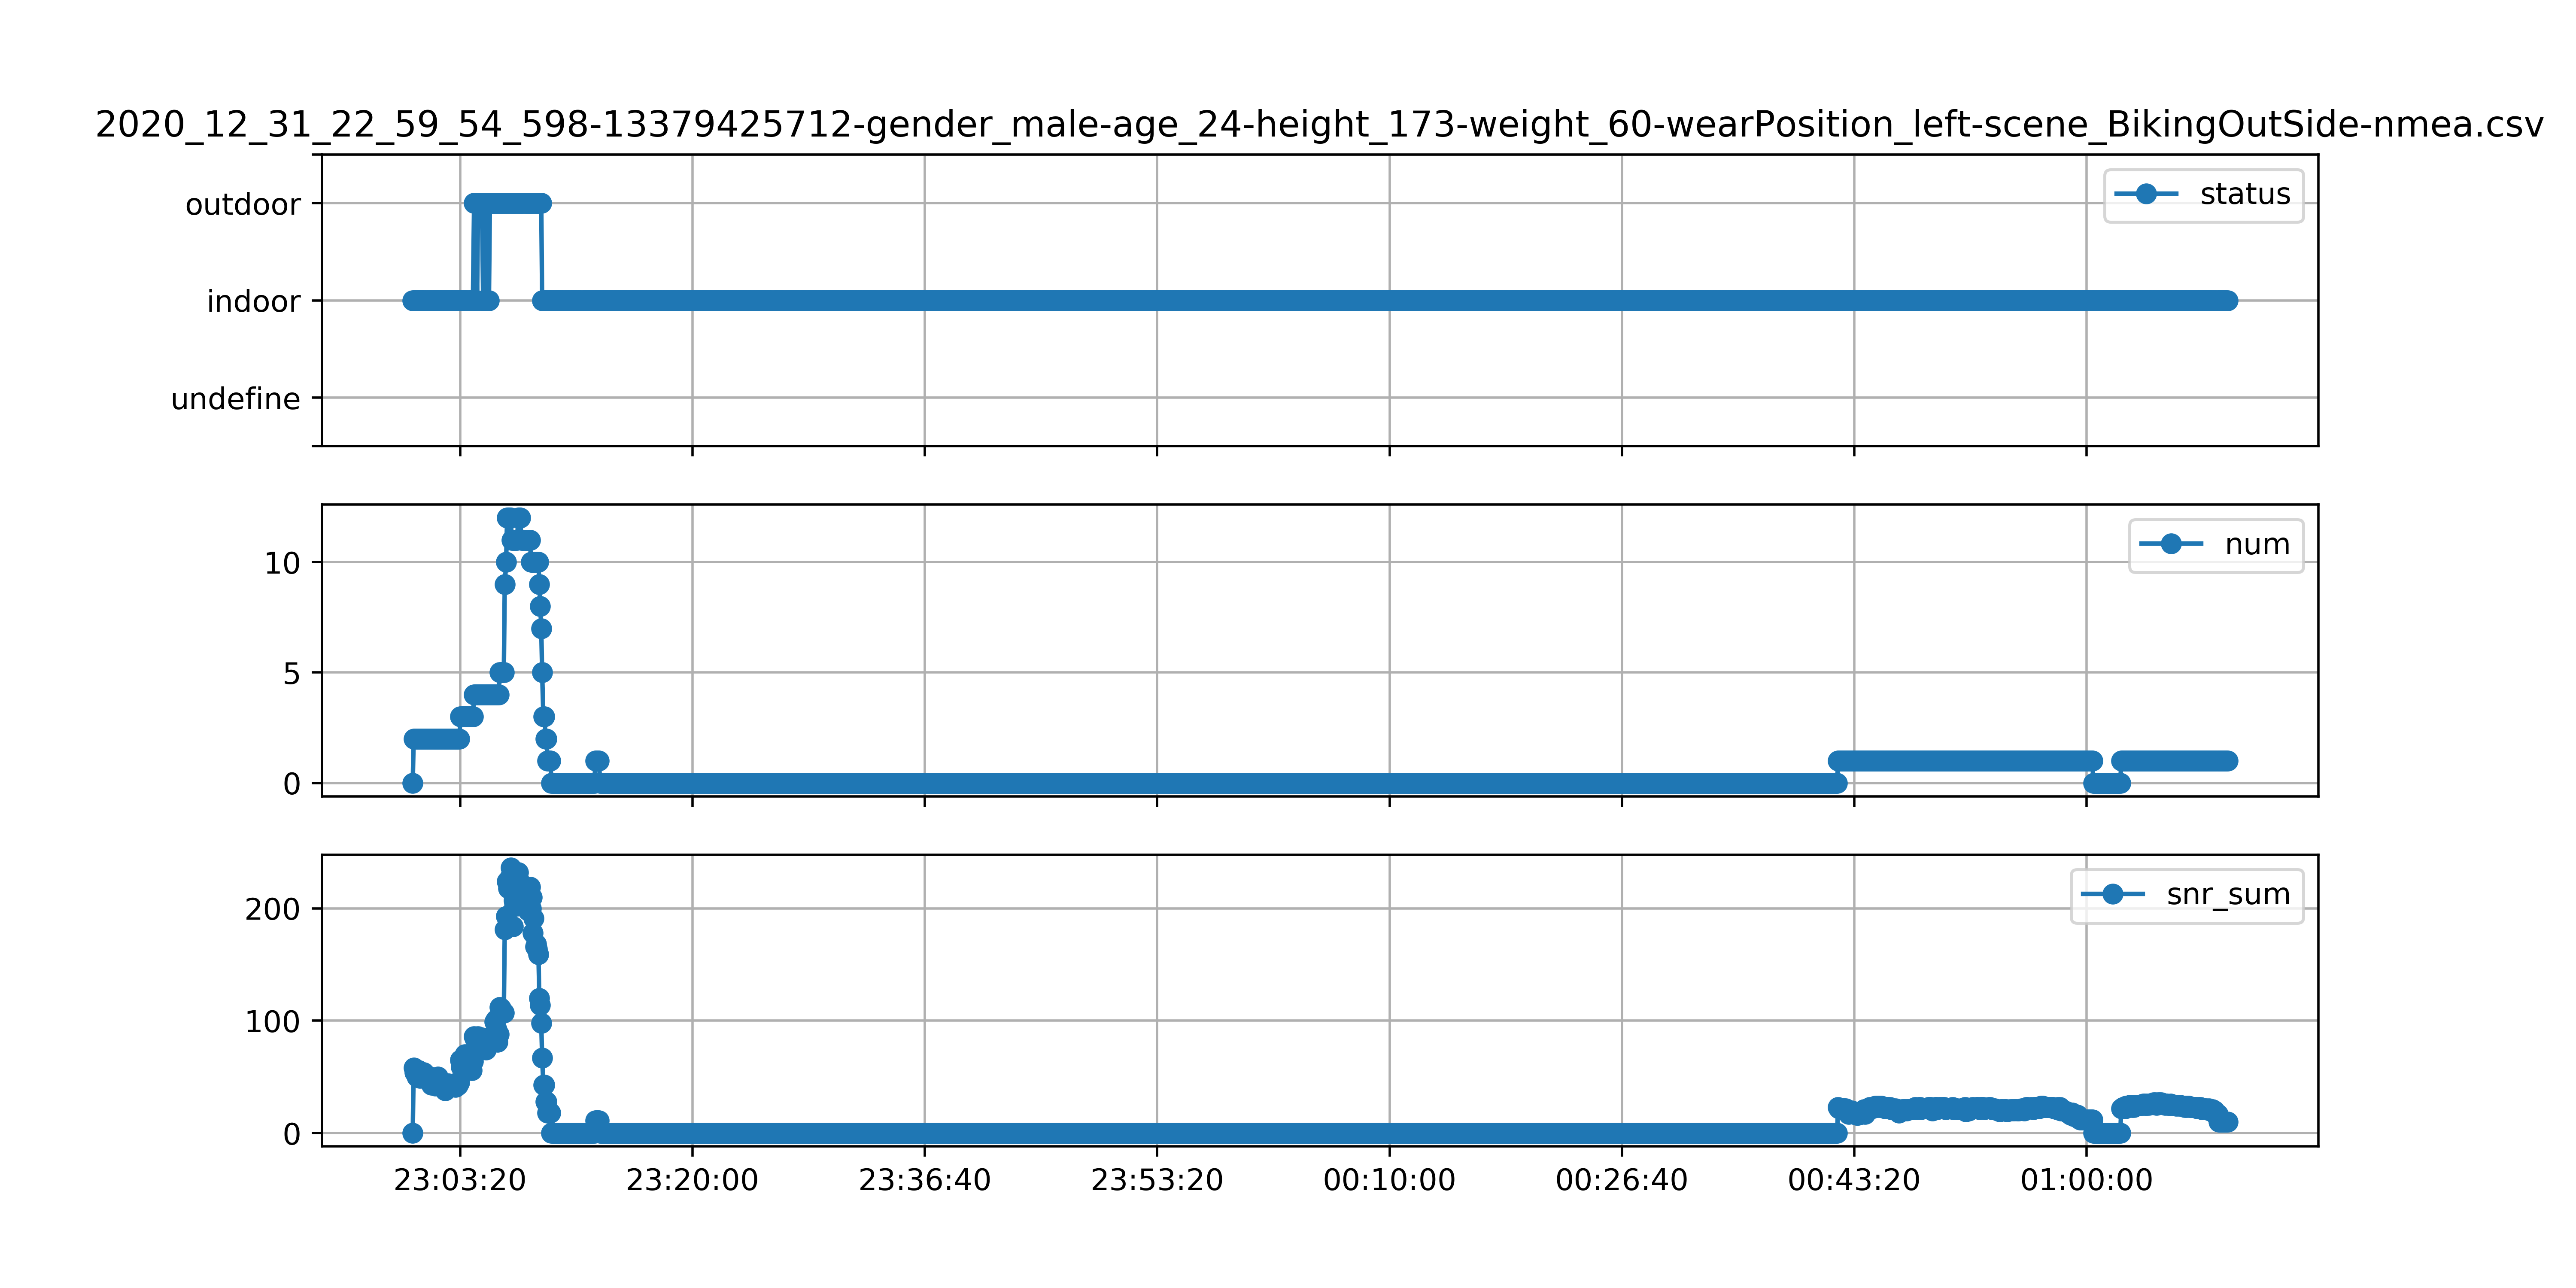 2020_12_31_22_59_54_598-13379425712-gender_male-age_24-height_173-weight_60-wearPosition_left-scene_BikingOutSide-nmea.csv
outdoor
indoor
undefine
status
10
5
0
num
200
100
0
snr_sum
23:03:20 23:20:00 23:36:40 23:53:20 00:10:00 00:26:40 00:43:20 01:00:00